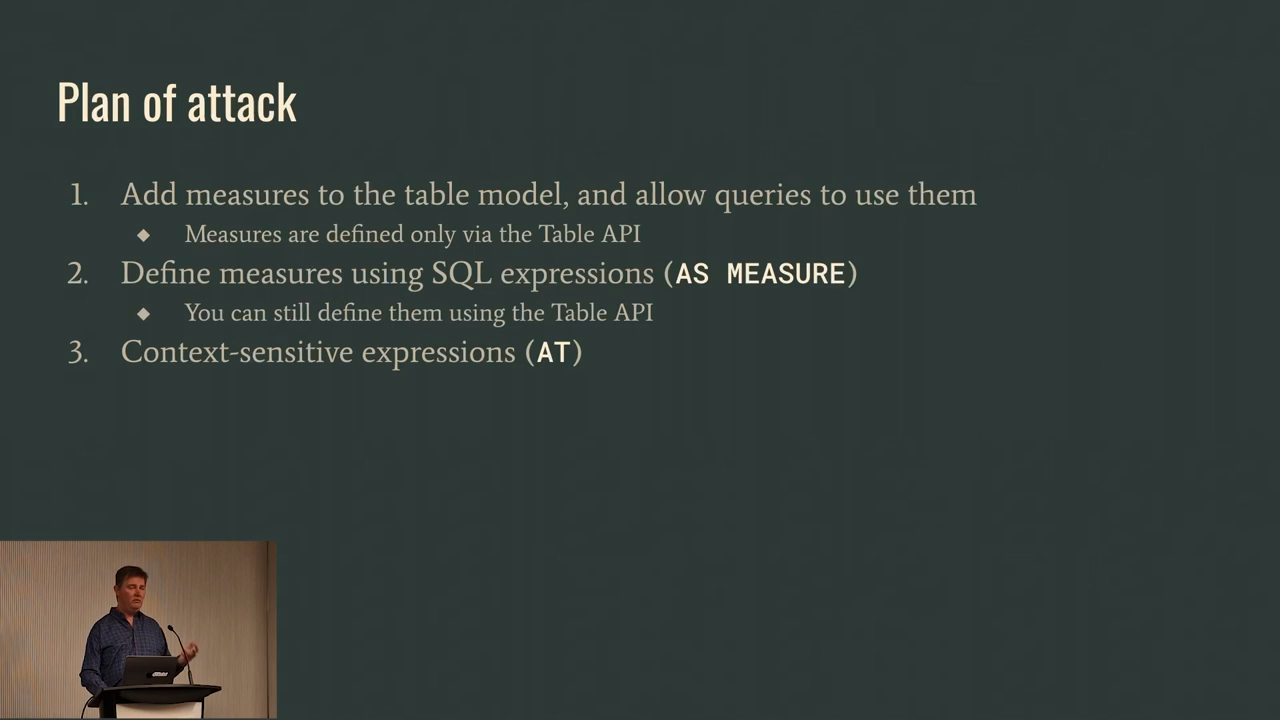 Plan of attack
1. Add measures to the table model, and allow queries to use them
◆ Measures are defined only via the Table API
2. Define measures using SQL expressions (AS MEASURE)
◆ You can still define them using the Table API
3. Context-sensitive expressions (AT)